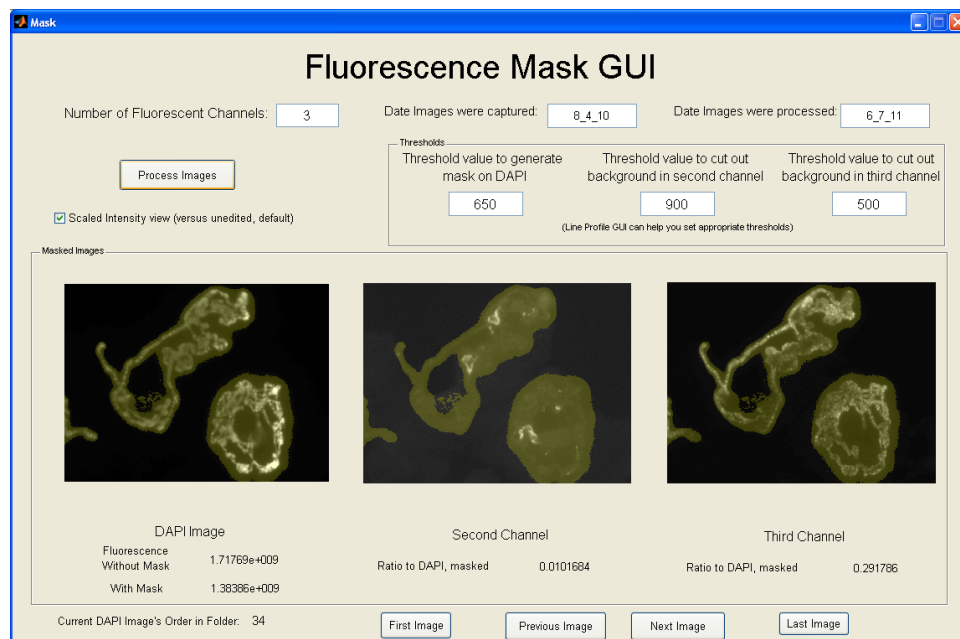 Mask
Fluorescence Mask GUI
Number of Fluorescent Channels: 3
Date Images were captured: 8_4_10
Date Images were processed: 6_7_11
Process Images
Scaled Intensity view (versus unedited, default)
Thresholds
Threshold value to generate
mask on DAPI
650
Threshold value to cut out
background in second channel
900
Threshold value to cut out
background in third channel
500
(Line Profile GUI can help you set appropriate thresholds)
Masked Images
DAPI Image
Fluorescence
Without Mask 1.71769e+009
With Mask 1.38386e+009
Second Channel
Ratio to DAPI, masked 0.0101684
Third Channel
Ratio to DAPI, masked 0.291786
Current DAPI Image's Order in Folder: 34
First Image
Previous Image
Next Image
Last Image